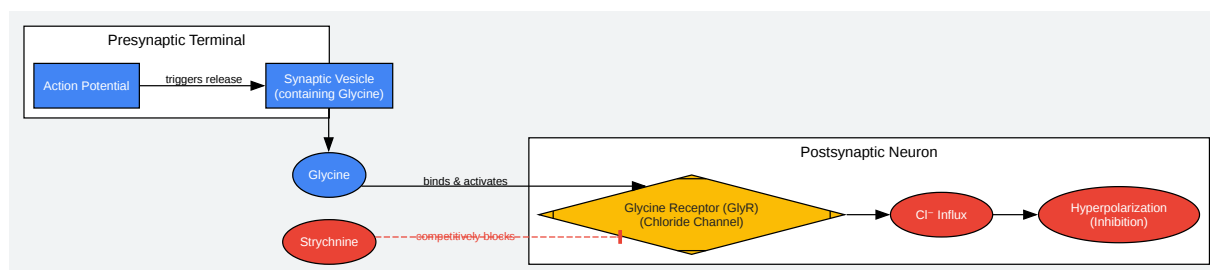 Presynaptic Terminal
Action Potential
triggers release
Synaptic Vesicle
(containing Glycine)
Glycine
binds & activates
Strychnine
competitively blocks
Postsynaptic Neuron
Glycine Receptor (GlyR)
(Chloride Channel)
Cl⁻ Influx
Hyperpolarization
(Inhibition)